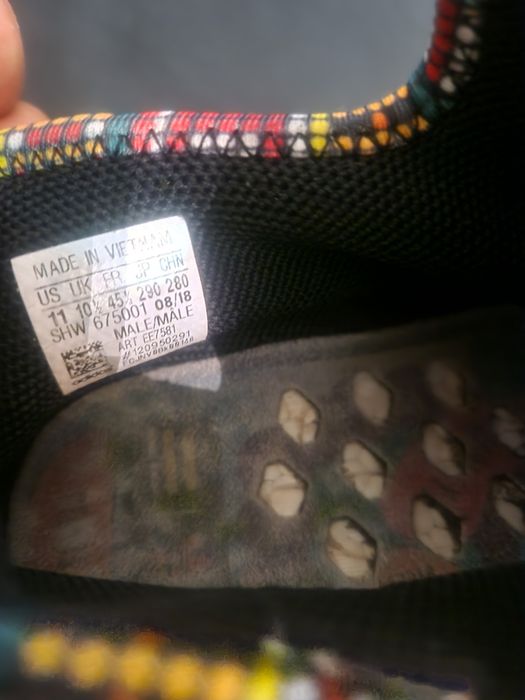 MADE IN VIETNAM
US UK FR JP CHN
11 10½ 45⅓ 290 280
SHW 675001 08/18
MALE/MALE
ART EE7581
//120950291